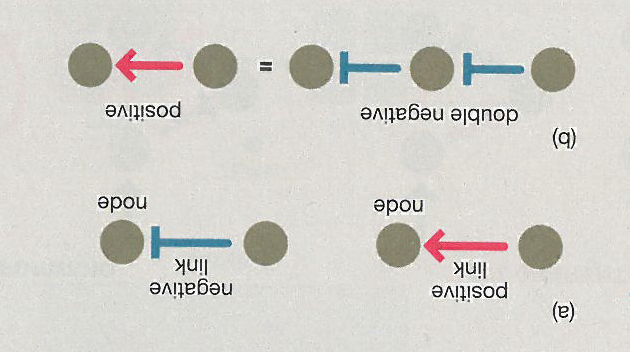 (a)
positive
link
negative
link
node
node
(b)
double negative
positive
=